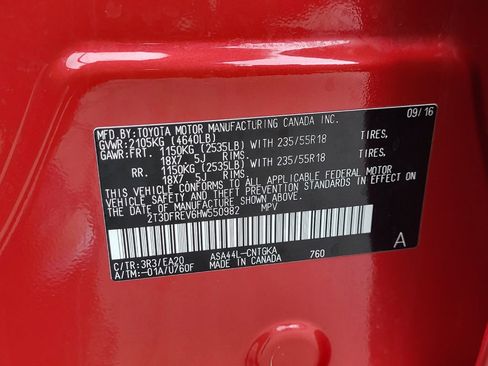 MFD.BY:TOYOTA MOTOR MANUFACTURING CANADA INC. 09/16
GVWR:2105KG (4640LB)
GAWR:FRT. 1150KG (2535LB) WITH 235/55R18 TIRES,
18X7.5J RIMS.
RR. 1150KG (2535LB) WITH 235/55R18 TIRES,
18X7.5J RIMS.
THIS VEHICLE CONFORMS TO ALL APPLICABLE FEDERAL MOTOR
VEHICLE SAFETY AND THEFT PREVENTION STANDARDS IN EFFECT
ON THE DATE OF MANUFACTURE SHOWN ABOVE.
2T3DFREV6HW550982 MPV
A
C/TR:3R3/EA20 ASA44L-CNTGKA 760
A/TM:-01A/U760F MADE IN CANADA